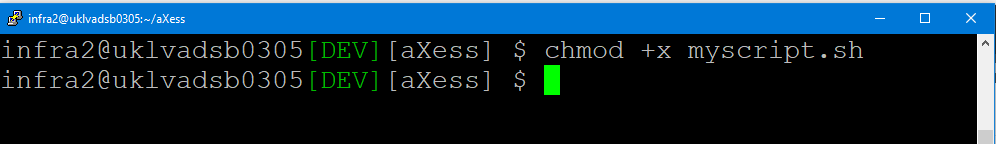 infra2@uklvadsb0305:~/aXess
infra2@uklvadsb0305[DEV][aXess] $ chmod +x myscript.sh
infra2@uklvadsb0305[DEV][aXess] $